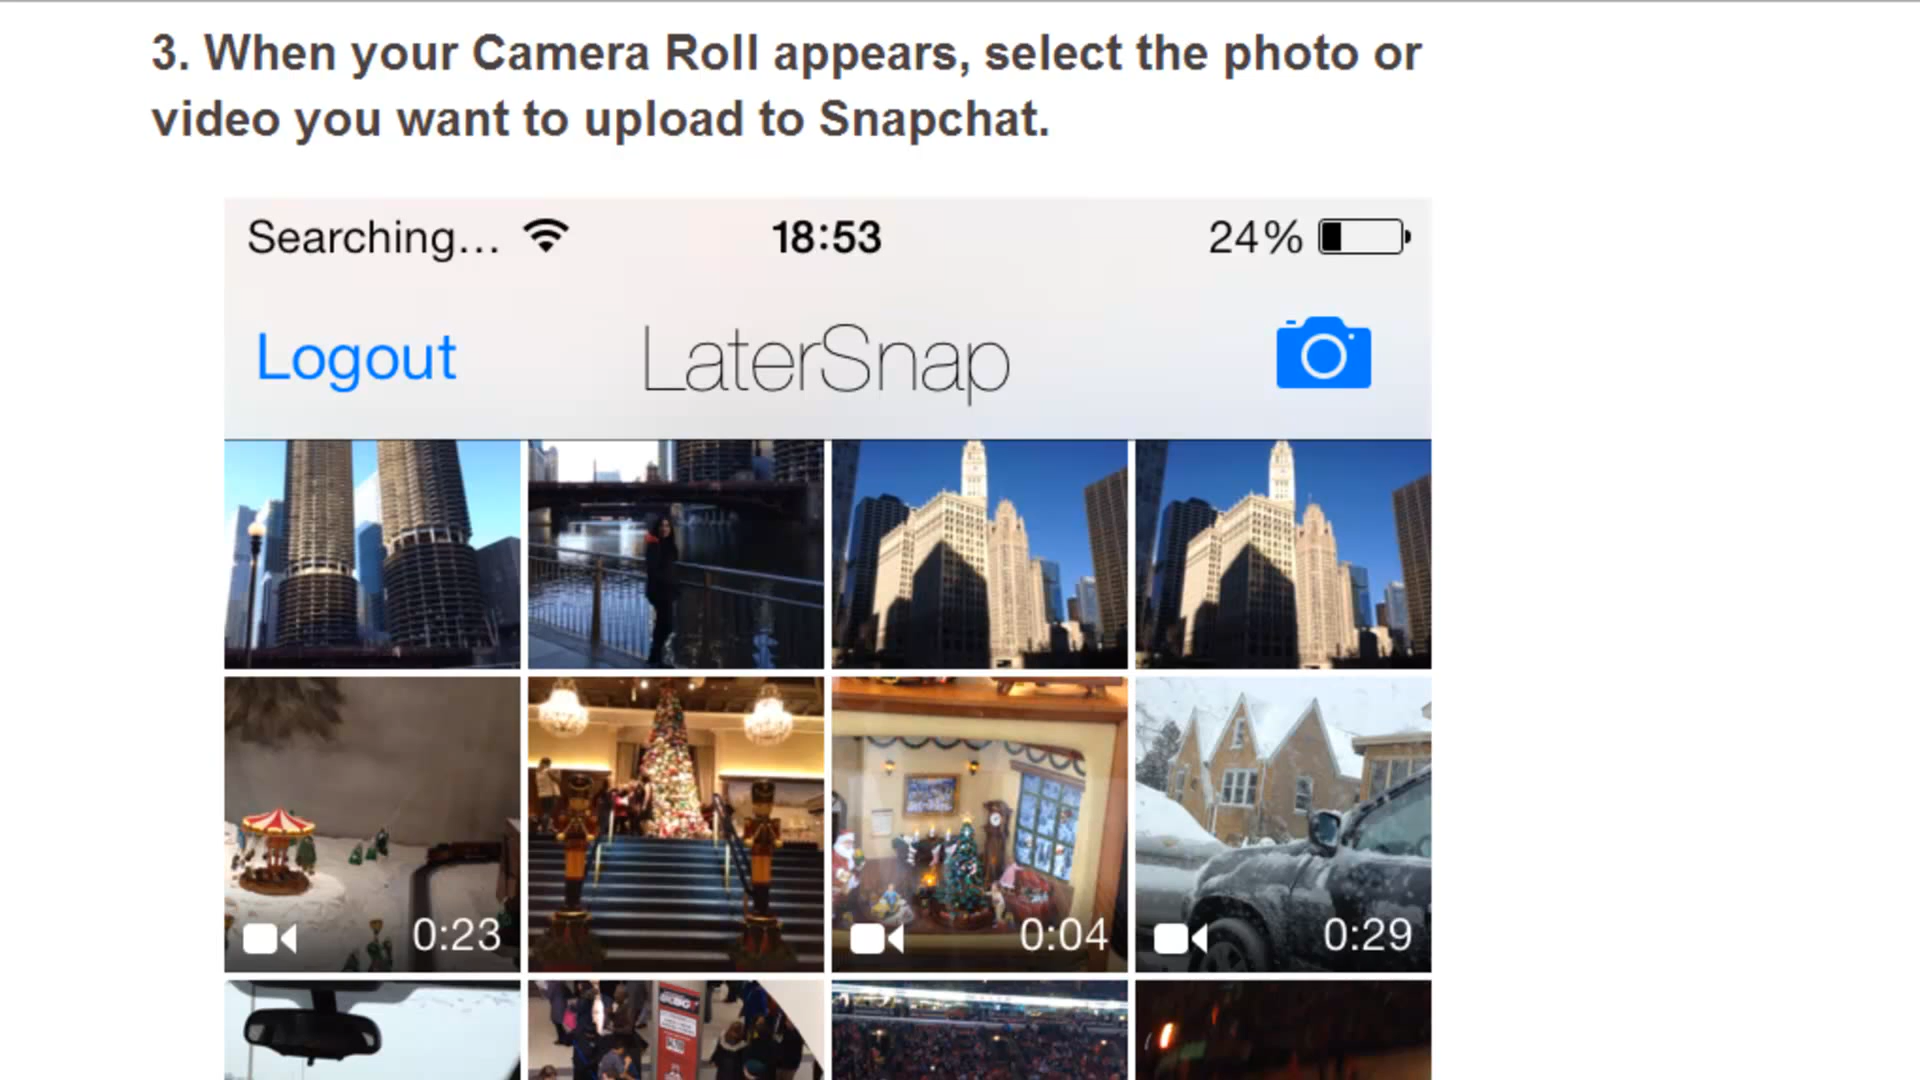 3. When your Camera Roll appears, select the photo or
video you want to upload to Snapchat.
Searching... 18:53 24%
Logout LaterSnap
0:23 0:04 0:29